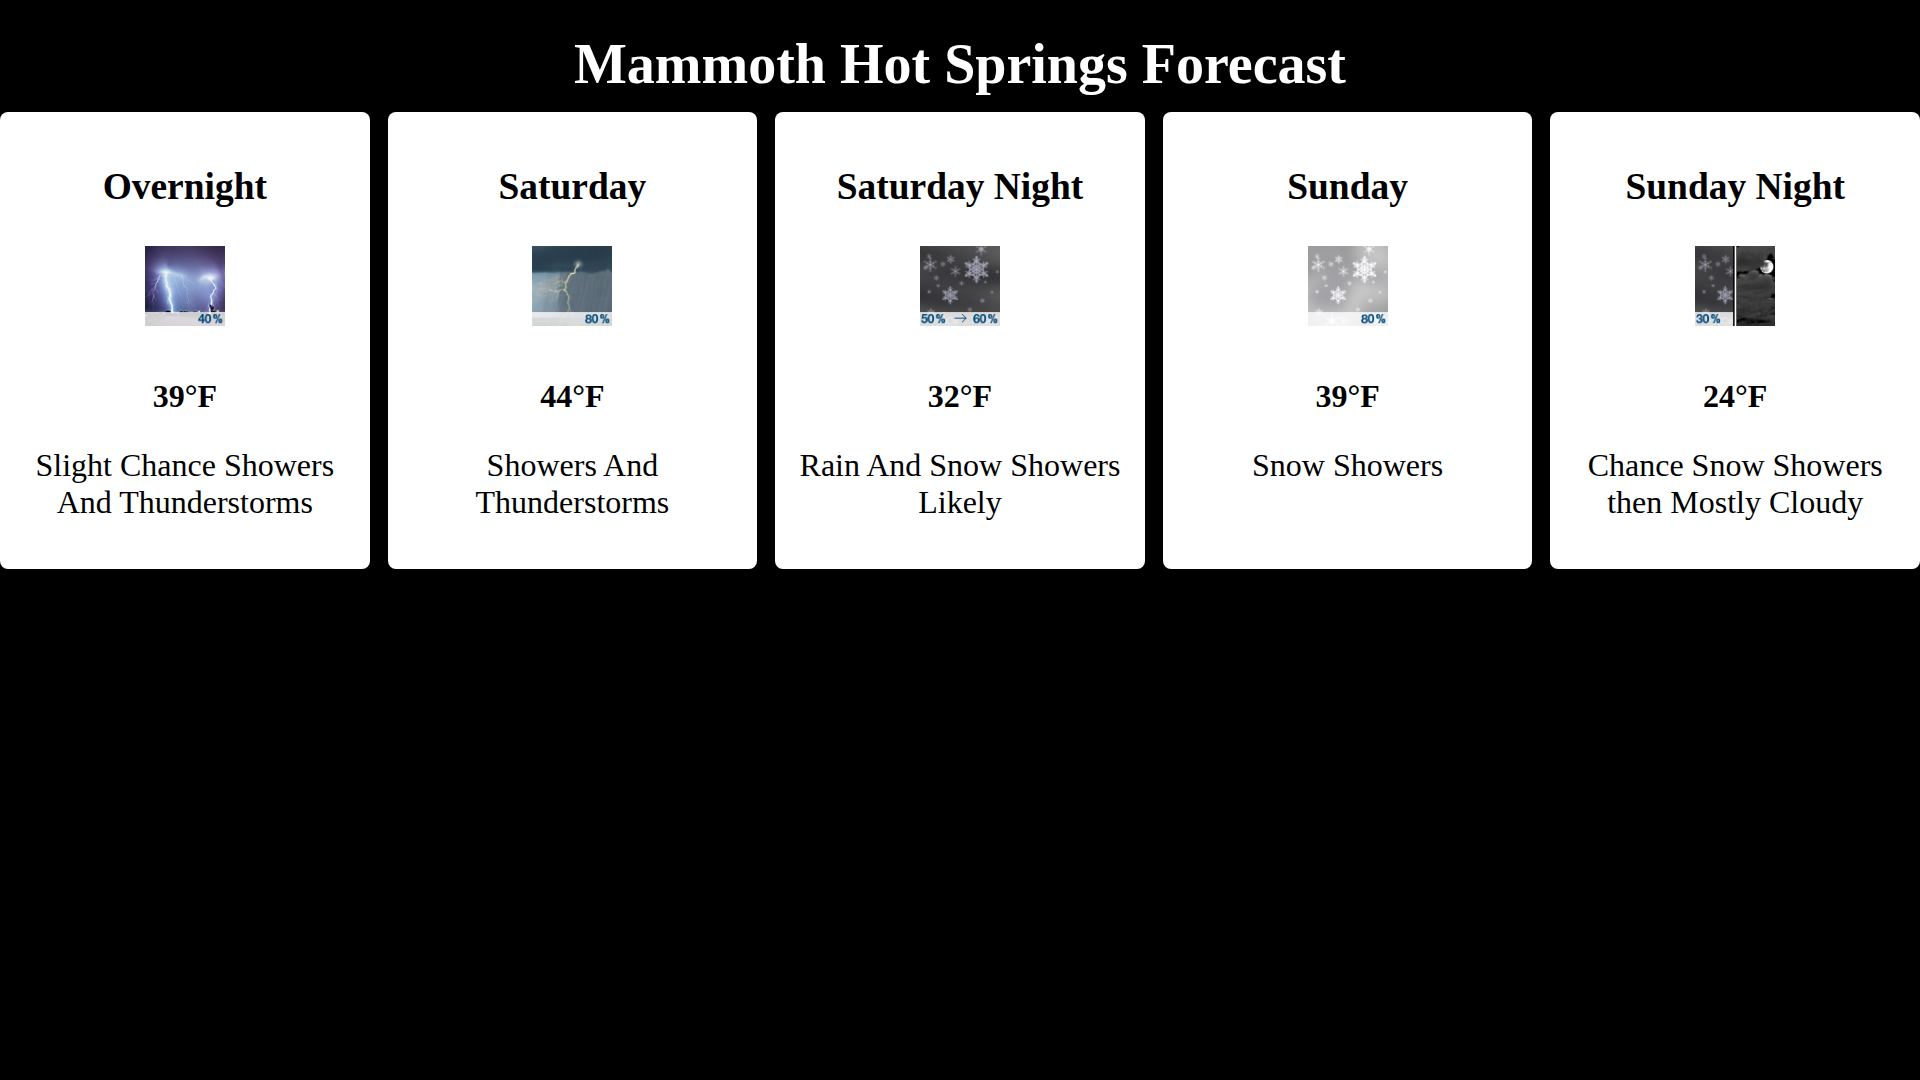 Mammoth Hot Springs Forecast
Overnight
40%
39°F
Slight Chance Showers
And Thunderstorms
Saturday
80%
44°F
Showers And
Thunderstorms
Saturday Night
50% → 60%
32°F
Rain And Snow Showers
Likely
Sunday
80%
39°F
Snow Showers
Sunday Night
30%
24°F
Chance Snow Showers
then Mostly Cloudy